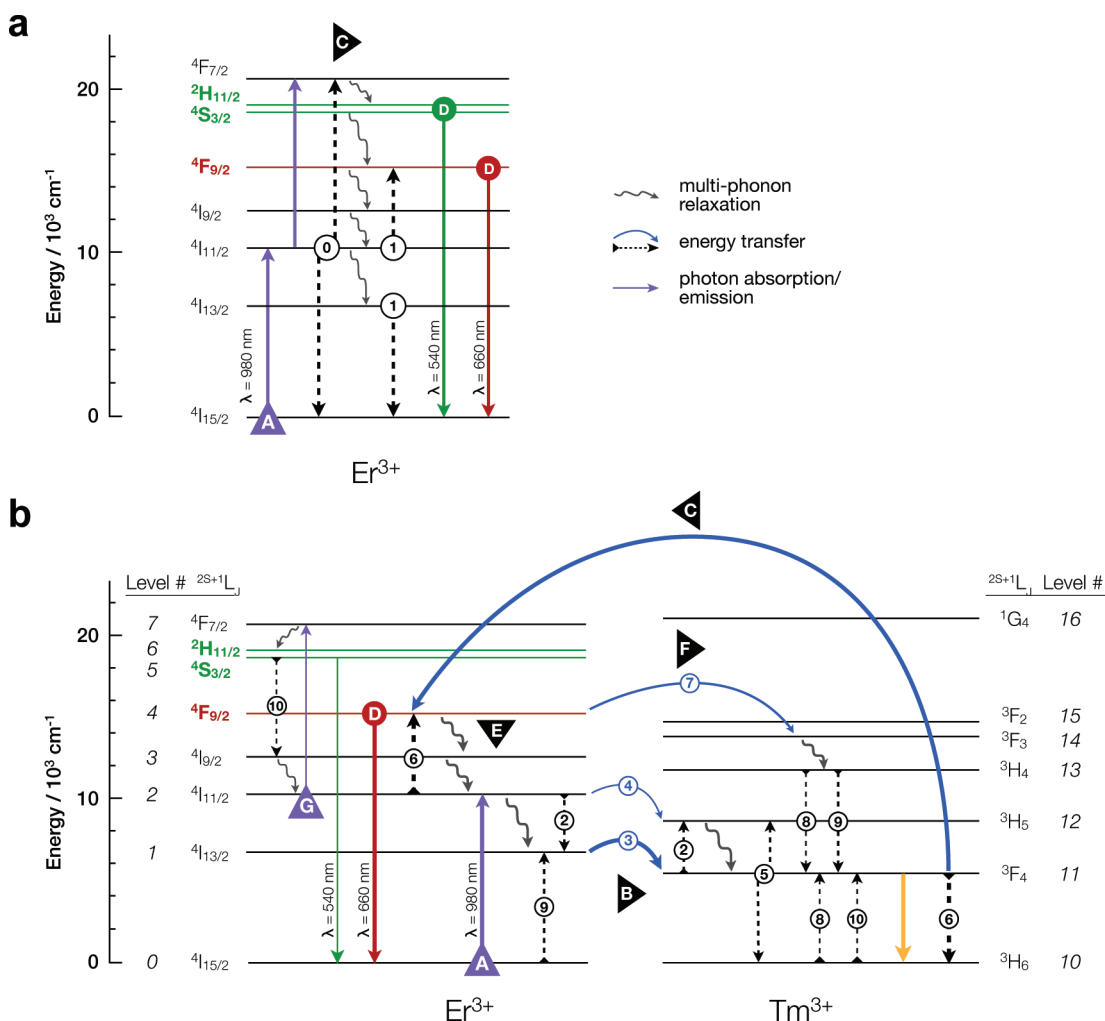 a
C
Energy / 10³ cm⁻¹
20
10
0
⁴F₇/₂
²H₁₁/₂
⁴S₃/₂
⁴F₉/₂
⁴I₉/₂
⁴I₁₁/₂
⁴I₁₃/₂
⁴I₁₅/₂
D
D
0
1
1
λ = 980 nm
λ = 540 nm
λ = 660 nm
A
Er³⁺
multi-phonon
relaxation
energy transfer
photon absorption/
emission
b
C
Level # ²ˢ⁺¹L_J
²ˢ⁺¹L_J Level #
Energy / 10³ cm⁻¹
20
10
0
7 ⁴F₇/₂
6 ²H₁₁/₂
5 ⁴S₃/₂
4 ⁴F₉/₂
3 ⁴I₉/₂
2 ⁴I₁₁/₂
1 ⁴I₁₃/₂
0 ⁴I₁₅/₂
10
D
6
E
G
2
9
λ = 540 nm
λ = 660 nm
λ = 980 nm
A
F
7
4
3
B
2
5
8
9
8
10
6
¹G₄ 16
³F₂ 15
³F₃ 14
³H₄ 13
³H₅ 12
³F₄ 11
³H₆ 10
Er³⁺
Tm³⁺